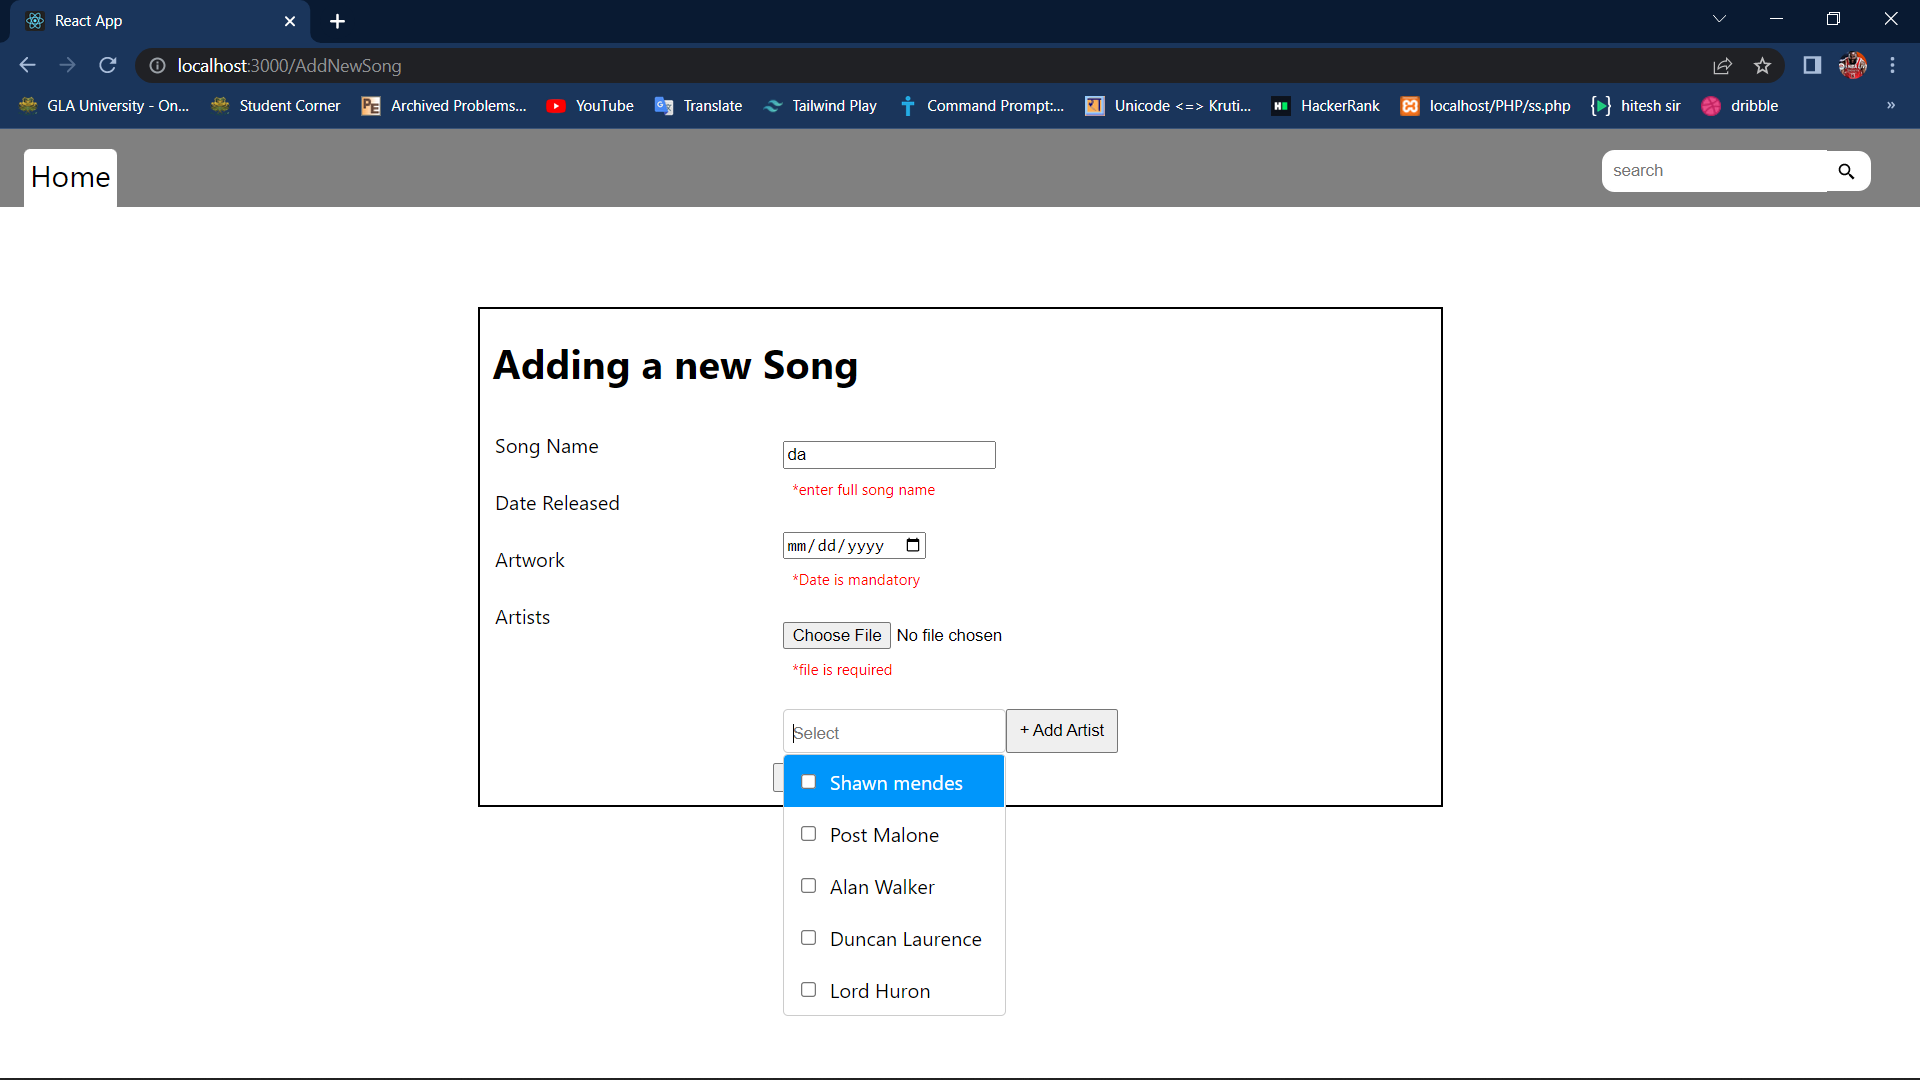 React App
localhost:3000/AddNewSong
GLA University - On... Student Corner PE Archived Problems... YouTube Translate Tailwind Play Command Prompt:... Unicode <=> Kruti... HackerRank localhost/PHP/ss.php hitesh sir dribble »
Home
search
Adding a new Song
Song Name
da
*enter full song name
Date Released
mm/dd/yyyy
*Date is mandatory
Artwork
Choose File No file chosen
*file is required
Artists
Select
+ Add Artist
Shawn mendes
Post Malone
Alan Walker
Duncan Laurence
Lord Huron